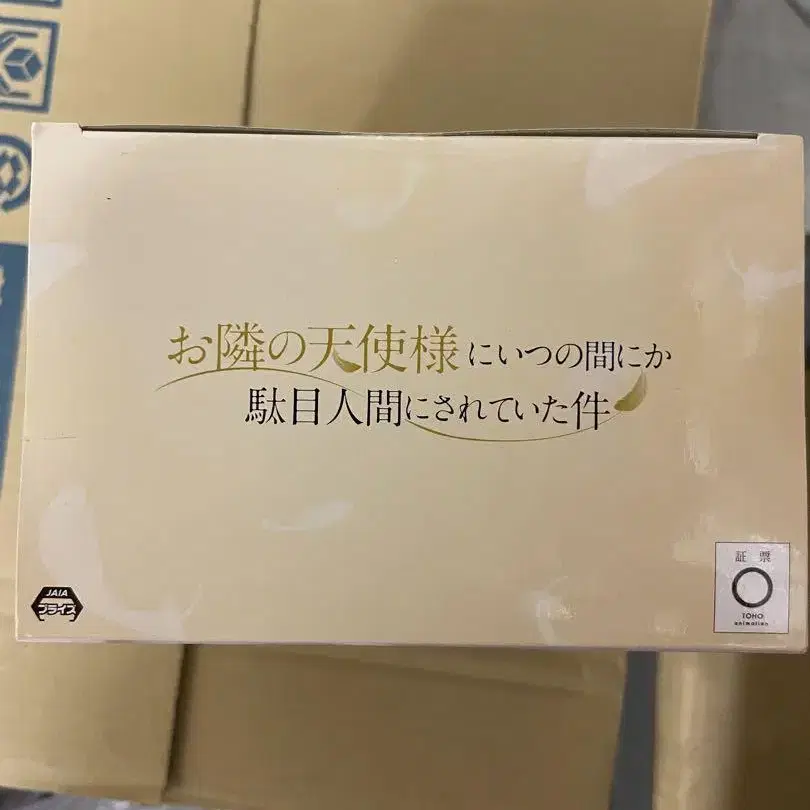 お隣の天使様にいつの間にか
駄目人間にされていた件
JAIA
プライズ
証票
TOHO
animation